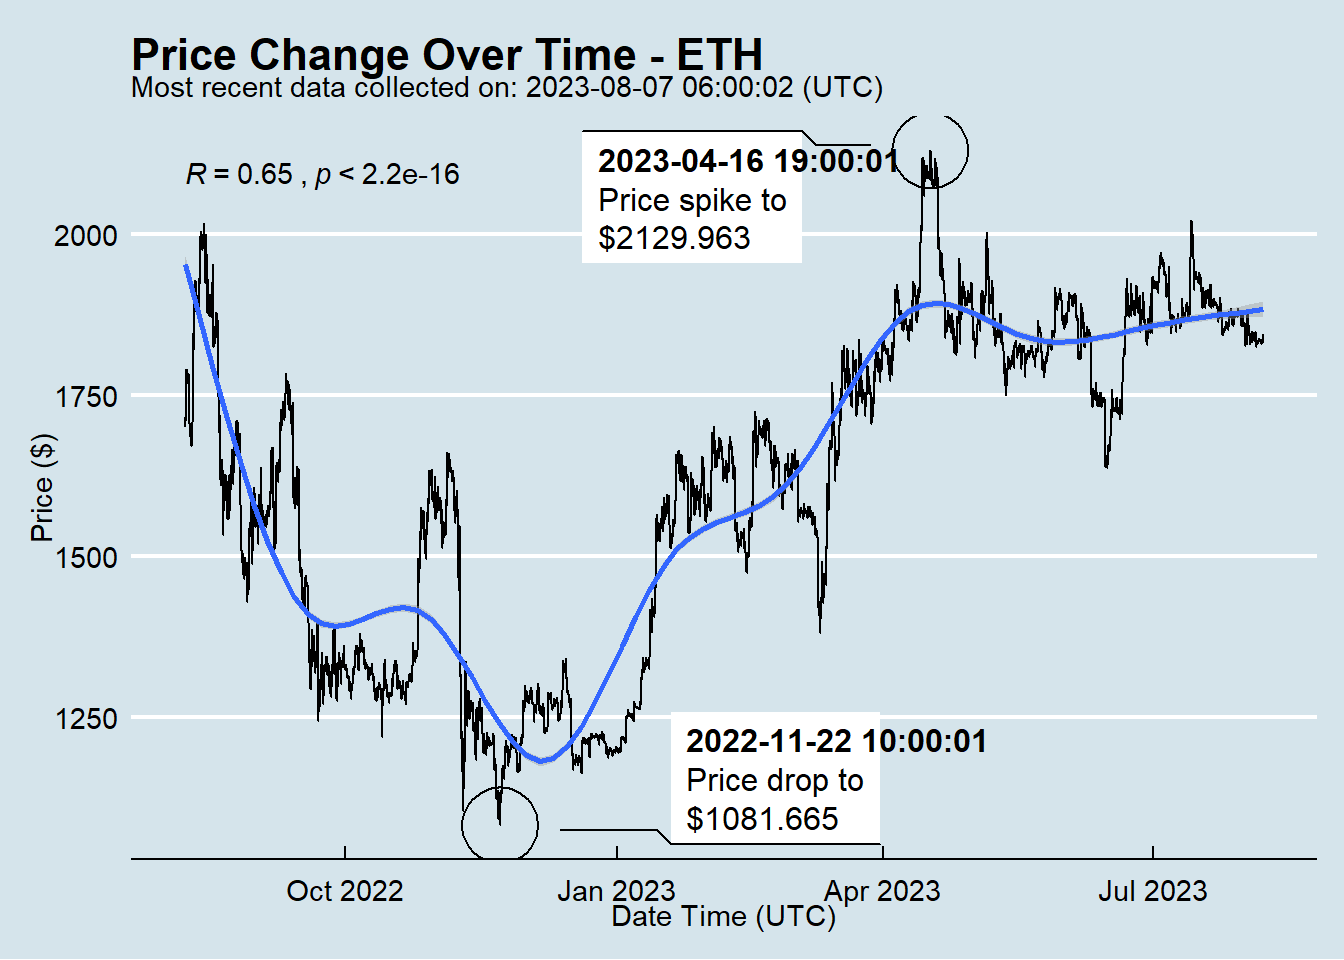 Price Change Over Time - ETH
Most recent data collected on: 2023-08-07 06:00:02 (UTC)
R = 0.65 , p < 2.2e-16
2023-04-16 19:00:01
Price spike to
$2129.963
2000
1750
1500
1250
Price ($)
2022-11-22 10:00:01
Price drop to
$1081.665
Oct 2022
Jan 2023
Apr 2023
Jul 2023
Date Time (UTC)